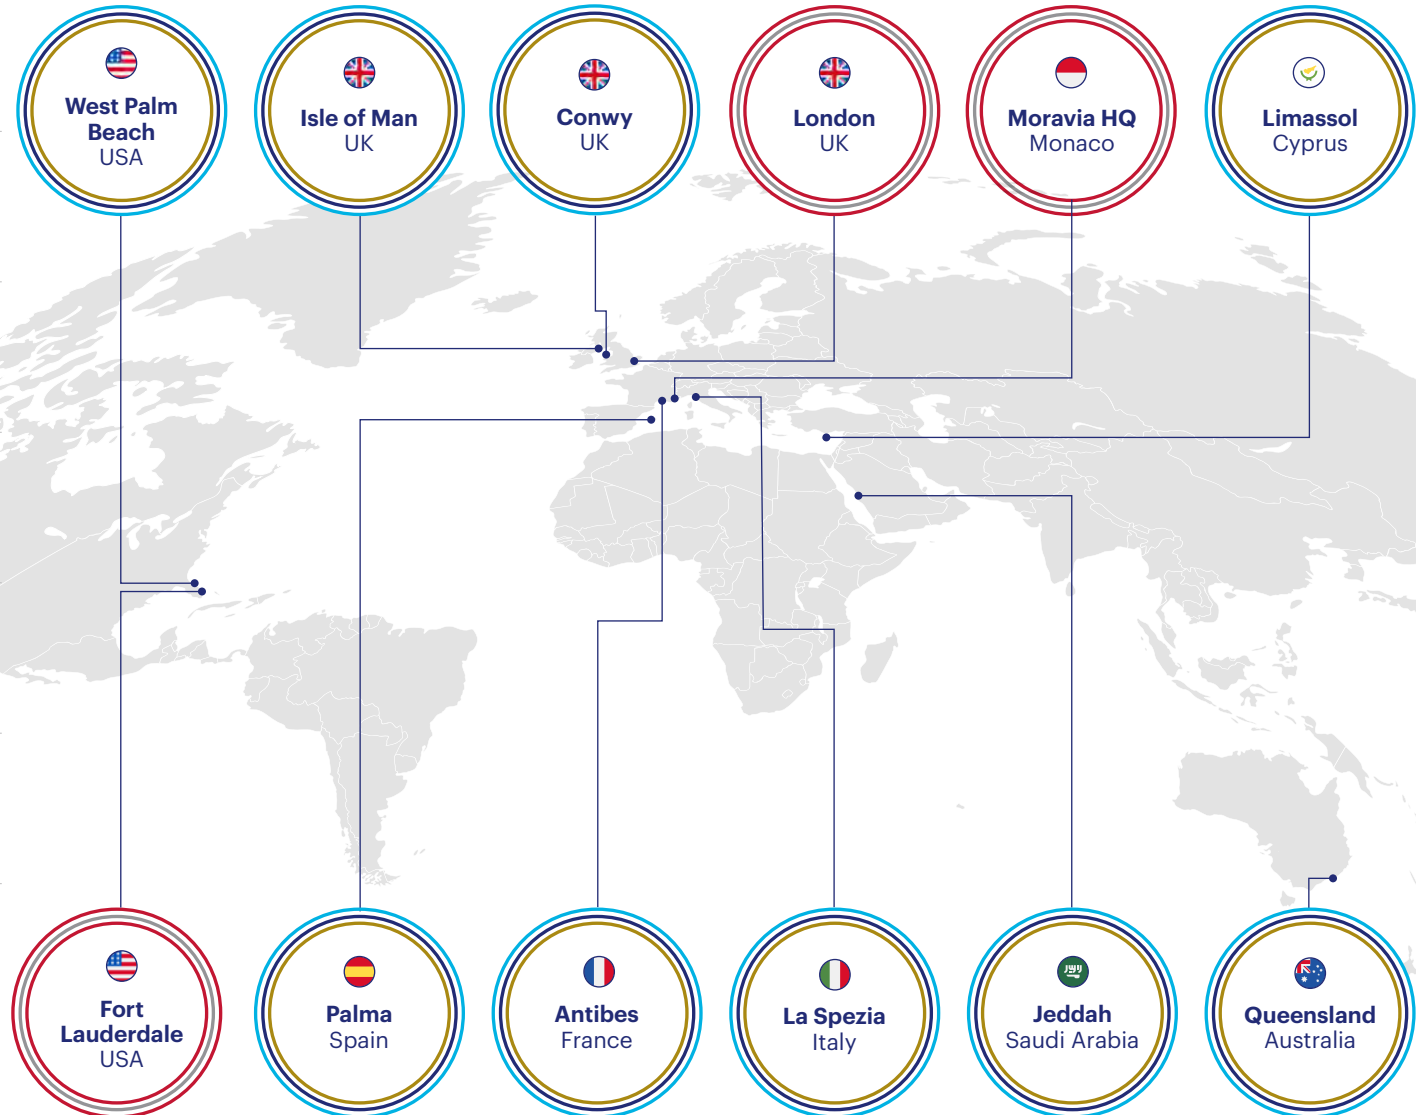 West Palm
Beach
USA
Isle of Man
UK
Conwy
UK
London
UK
Moravia HQ
Monaco
Limassol
Cyprus
Fort
Lauderdale
USA
Palma
Spain
Antibes
France
La Spezia
Italy
Jeddah
Saudi Arabia
Queensland
Australia